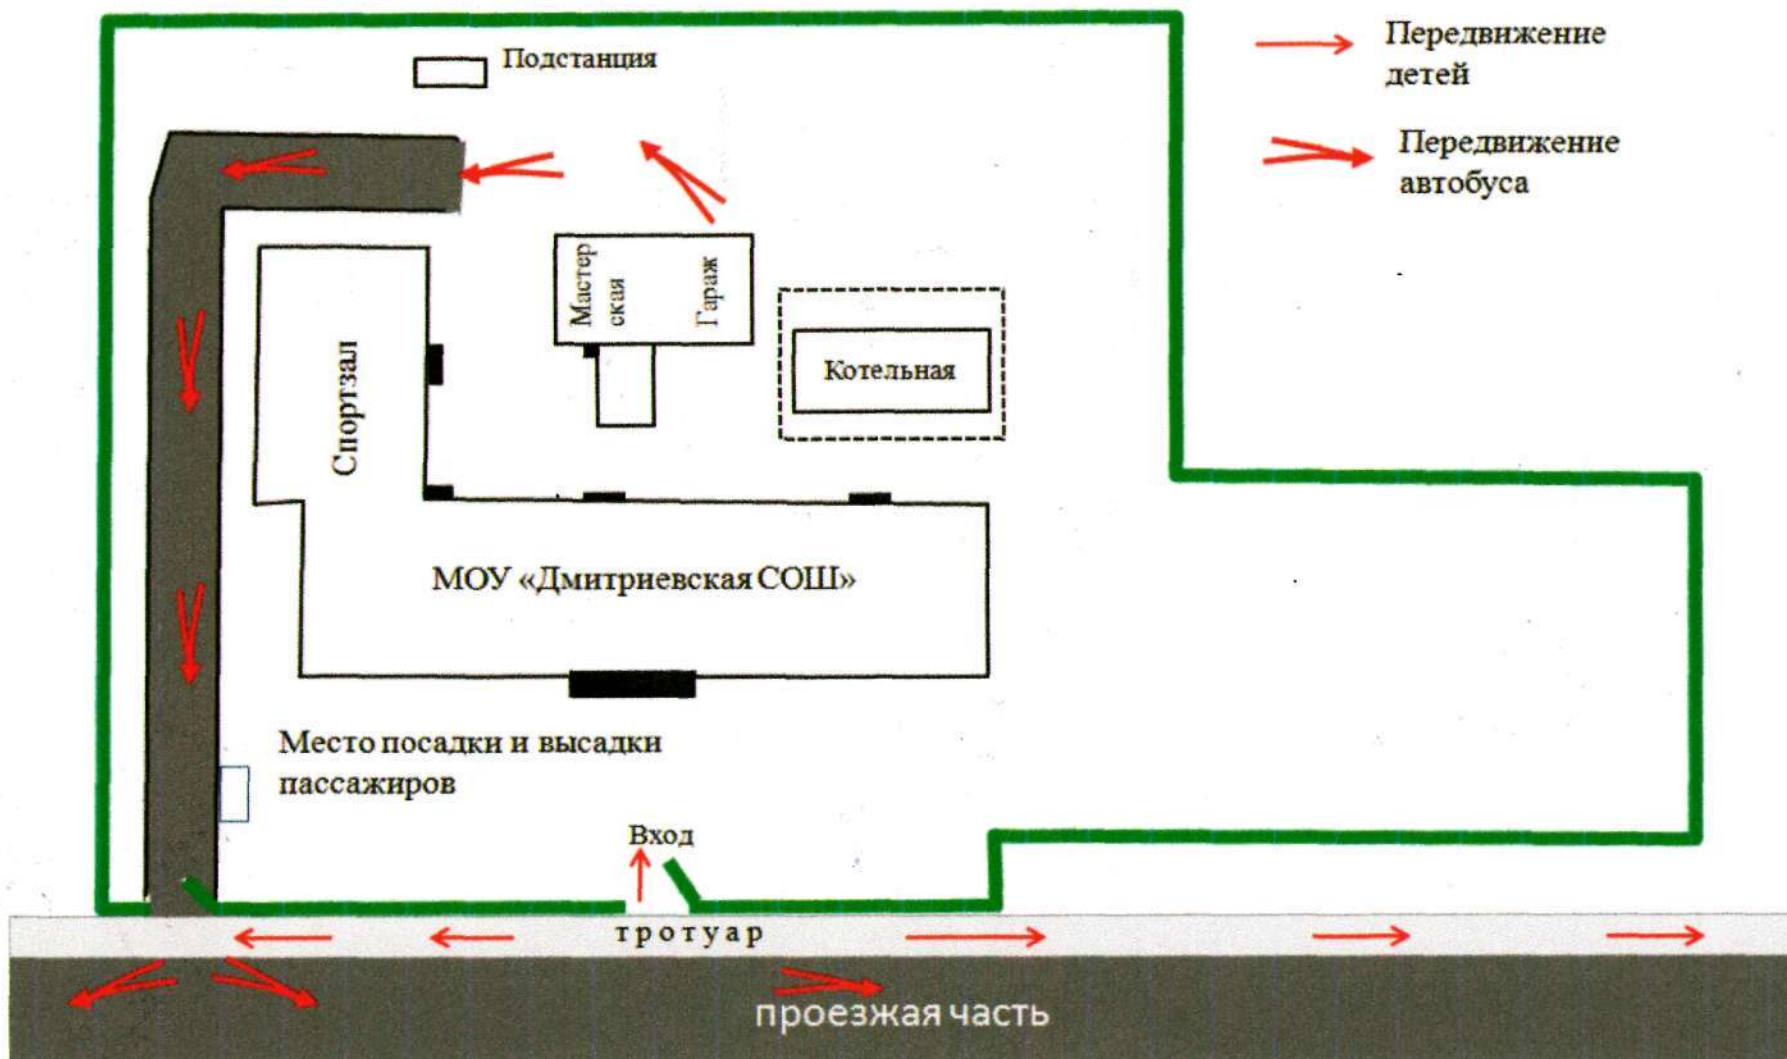 Подстанция
Передвижение
детей
Передвижение
автобуса
Мастер
ская
Гараж
Котельная
Спортзал
МОУ «Дмитриевская СОШ»
Место посадки и высадки
пассажиров
Вход
тротуар
проезжая часть